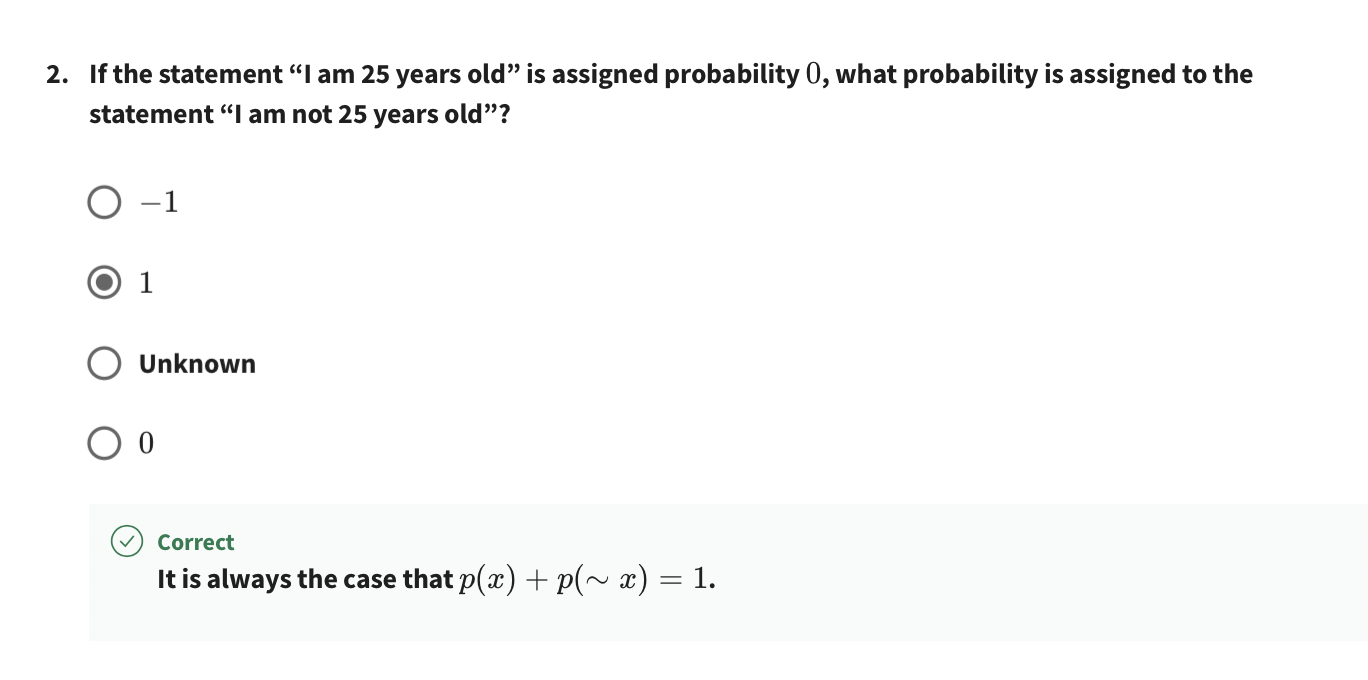 2. If the statement “I am 25 years old” is assigned probability 0, what probability is assigned to the
statement “I am not 25 years old”?
−1
1
Unknown
0
Correct
It is always the case that p(x) + p(∼ x) = 1.